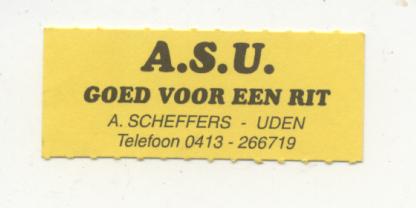 A.S.U.
GOED VOOR EEN RIT
A. SCHEFFERS - UDEN
Telefoon 0413 - 266719